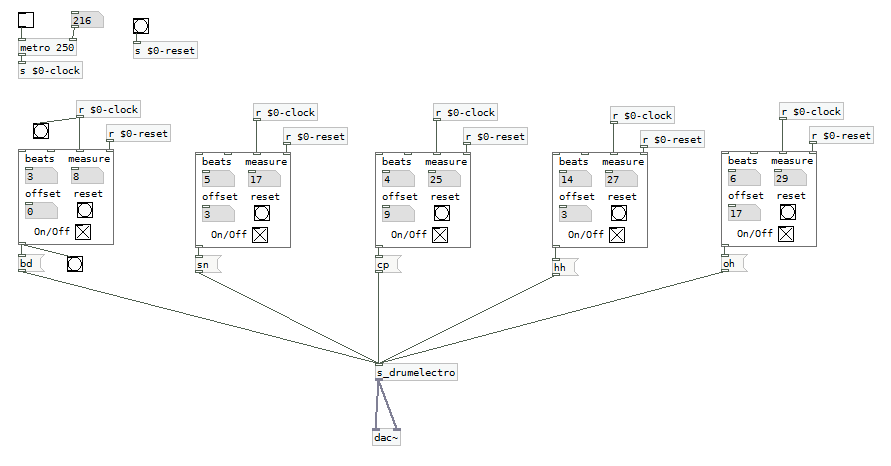 216
metro 250
s $0-reset
s $0-clock
r $0-clock
r $0-clock
r $0-clock
r $0-clock
r $0-clock
r $0-reset
r $0-reset
r $0-reset
r $0-reset
r $0-reset
beats measure
3 8
offset reset
0
On/Off
bd
beats measure
5 17
offset reset
3
On/Off
sn
beats measure
4 25
offset reset
9
On/Off
cp
beats measure
14 27
offset reset
3
On/Off
hh
beats measure
6 29
offset reset
17
On/Off
oh
s_drumelectro
dac~